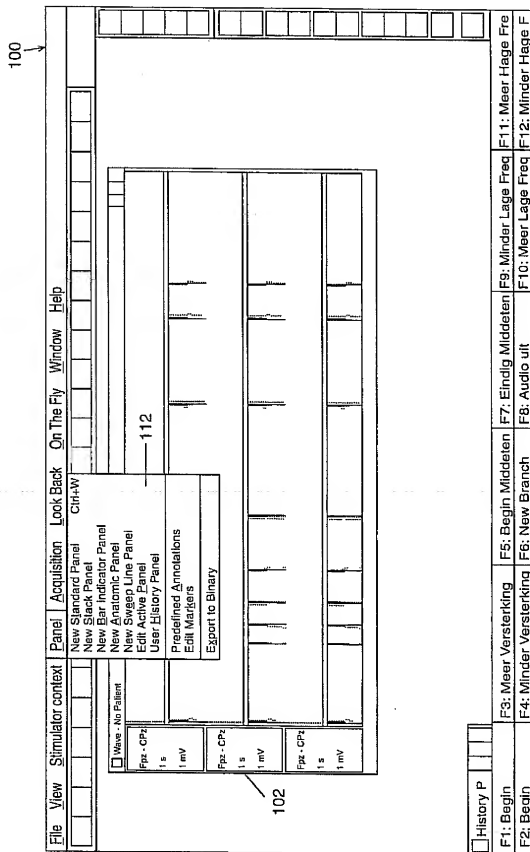 100
File View Stimulator context Panel Acquisition Look Back On The Fly Window Help
New Standard Panel Ctrl+W
New Stack Panel
New Bar Indicator Panel
New Anatomic Panel
New Sweep Line Panel
Edit Active Panel
User History Panel
Predefined Annotations
Edit Markers
Export to Binary
112
Wave - No Patient
Fpz - CPz
1 s
1 mV
Fpz - CPz
1 s
1 mV
Fpz - CPz
1 s
1 mV
102
History P
F1: Begin F3: Meer Versterking F5: Begin Middeten F7: Eindig Middeten F9: Minder Lage Freq F11: Meer Hage Fre
F2: Begin F4: Minder Versterking F6: New Branch F8: Audio uit F10: Meer Lage Freq F12: Minder Hage F